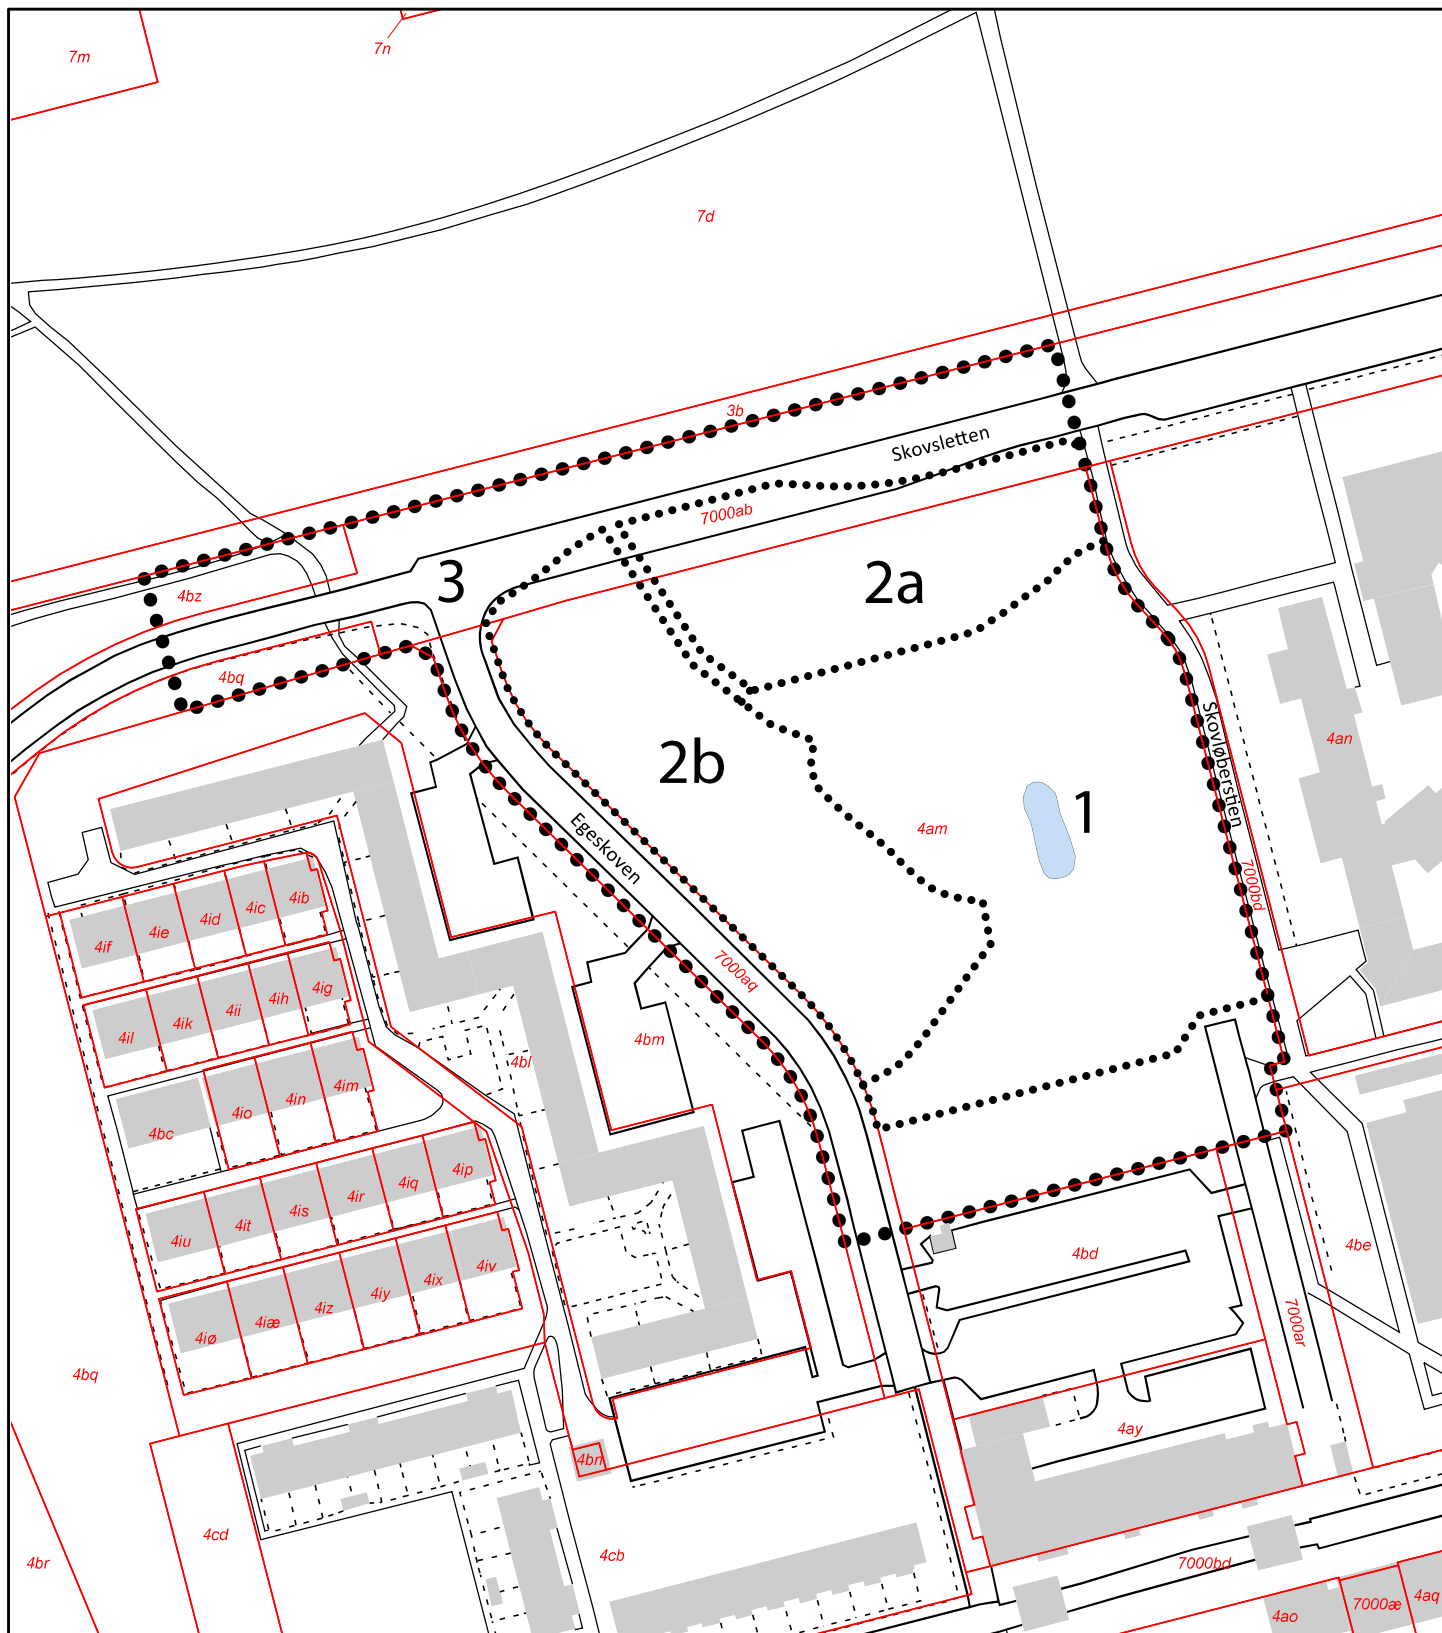 7m
7n
7d
3b
Skovsletten
7000ab
3
2a
4bz
4bq
2b
1
4am
Skovløberstien
4an
Egeskoven
7000bd
7000aq
4if
4ie
4id
4ic
4ib
4il
4ik
4ii
4ih
4ig
4bm
4bl
4bc
4io
4in
4im
4iu
4it
4is
4ir
4iq
4ip
4iø
4iæ
4iz
4iy
4ix
4iv
4bd
4be
7000ar
4bq
4ay
4bn
4cd
4cb
4br
7000bd
4ao
7000æ
4aq